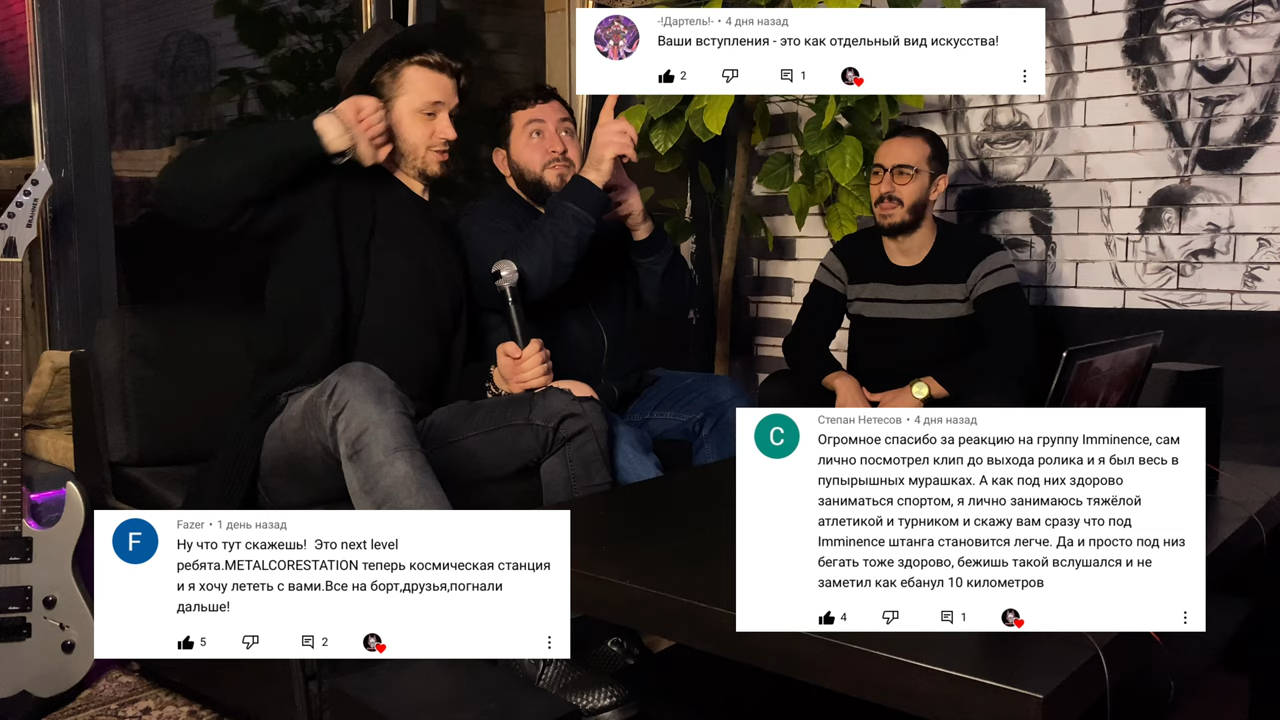 -!Дартель!- • 4 дня назад
Ваши вступления - это как отдельный вид искусства!
2
1
BRAHNER
Степан Нетесов • 4 дня назад
С
Огромное спасибо за реакцию на группу Imminence, сам
лично посмотрел клип до выхода ролика и я был весь в
пупырышных мурашках. А как под них здорово
заниматься спортом, я лично занимаюсь тяжёлой
атлетикой и турником и скажу вам сразу что под
Imminence штанга становится легче. Да и просто под низ
бегать тоже здорово, бежишь такой вслушался и не
заметил как ебанул 10 километров
4
1
Fazer • 1 день назад
F
Ну что тут скажешь!  Это next level
ребята.METALCORESTATION теперь космическая станция
и я хочу лететь с вами.Все на борт,друзья,погнали
дальше!
5
2